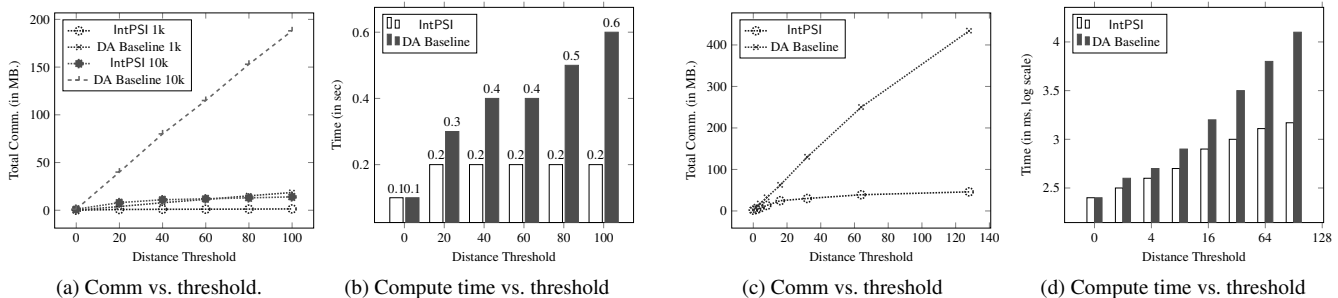 IntPSI 1k
DA Baseline 1k
IntPSI 10k
DA Baseline 10k
200
150
100
50
0
Total Comm. (in MB.)
0 20 40 60 80 100
Distance Threshold
(a) Comm vs. threshold.
IntPSI
DA Baseline
0.6
0.4
0.2
Time (in sec)
0.1 0.1 0.2 0.3 0.2 0.4 0.2 0.4 0.2 0.5 0.2 0.6
0 20 40 60 80 100
Distance Threshold
(b) Compute time vs. threshold
IntPSI
DA Baseline
400
300
200
100
0
Total Comm. (in MB.)
0 20 40 60 80 100 120 140
Distance Threshold
(c) Comm vs. threshold
IntPSI
DA Baseline
4
3.5
3
2.5
Time (in ms, log scale)
0 4 16 64 128
Distance Threshold
(d) Compute time vs. threshold